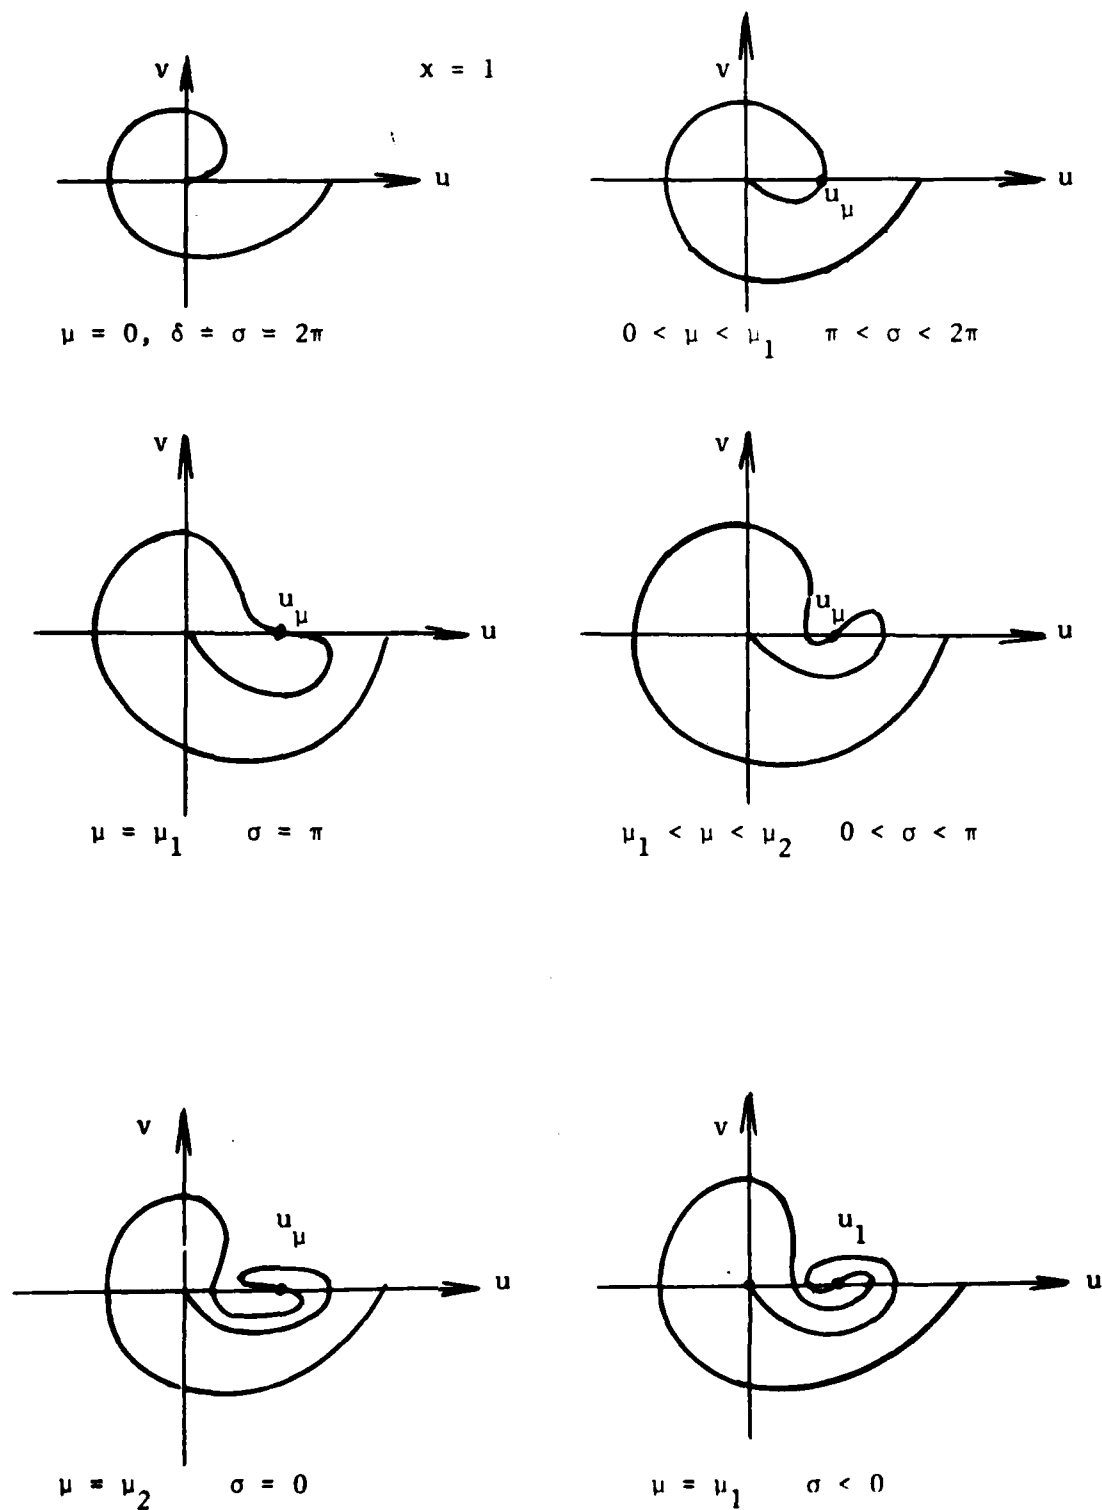 v x = 1 v
u u
u_μ
μ = 0, δ = σ = 2π 0 < μ < μ_1 π < σ < 2π
v v
u_μ u_μ
u u
μ = μ_1 σ = π μ_1 < μ < μ_2 0 < σ < π
v v
u_μ u_1
u u
μ = μ_2 σ = 0 μ = μ_1 σ < 0